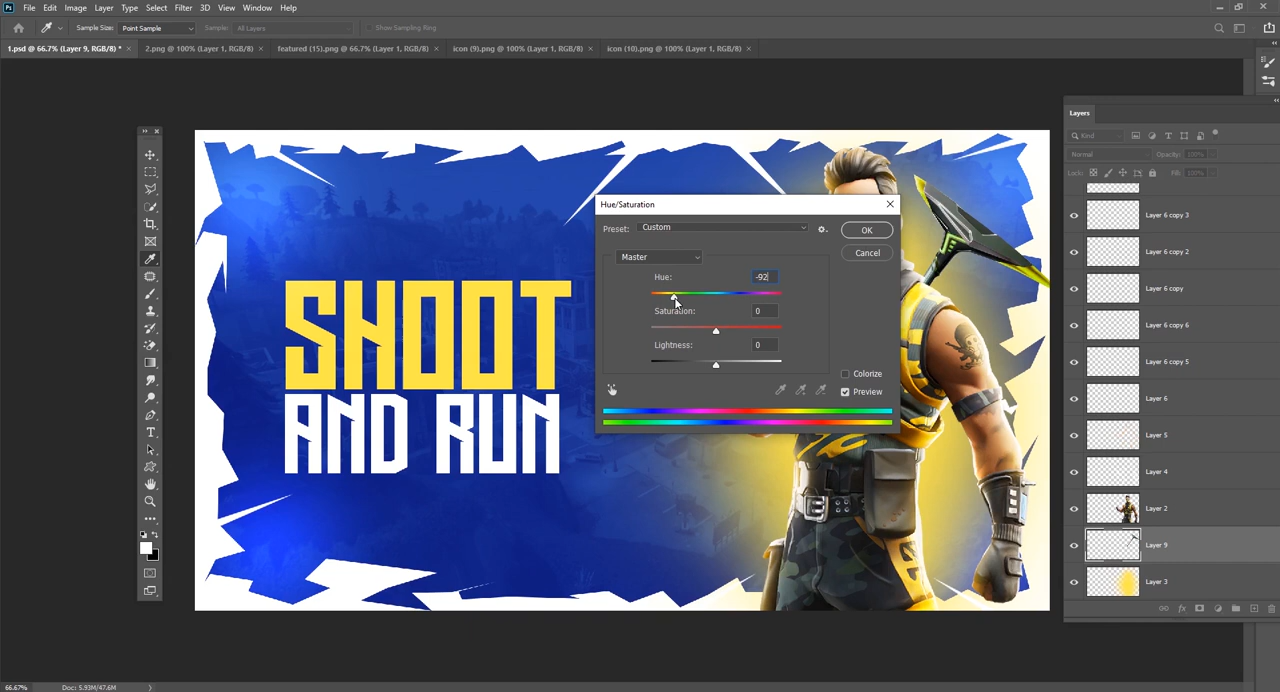 Ps File Edit Image Layer Type Select Filter 3D View Window Help
Sample Size: Point Sample Sample: All Layers Show Sampling Ring
1.psd @ 66.7% (Layer 9, RGB/8) * × 2.png @ 100% (Layer 1, RGB/8) × featured (15).png @ 66.7% (Layer 1, RGB/8) × icon (9).png @ 100% (Layer 1, RGB/8) × icon (10).png @ 100% (Layer 1, RGB/8) ×
Layers
Kind
Normal Opacity: 100%
Lock: Fill: 100%
Layer 6 copy 3
Layer 6 copy 2
Layer 6 copy
Layer 6 copy 6
Layer 6 copy 5
Layer 6
Layer 5
Layer 4
Layer 2
Layer 9
Layer 3
Hue/Saturation
Preset: Custom
OK
Cancel
Master
Hue: -92
Saturation: 0
Lightness: 0
Colorize
Preview
SHOOT
AND RUN
66.67% Doc: 5.93M/47.6M